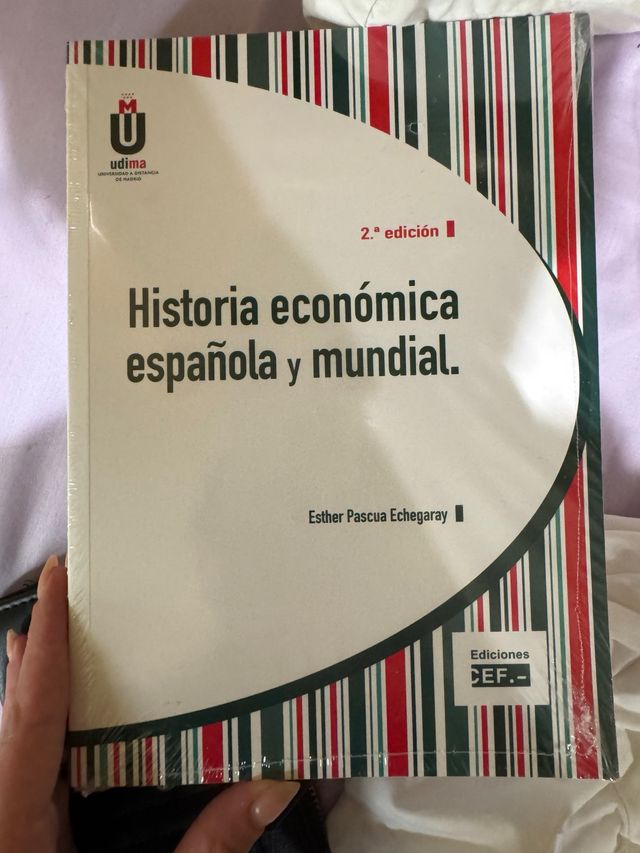 M
U
udima
UNIVERSIDAD A DISTANCIA
DE MADRID
2.ª edición
Historia económica
española y mundial.
Esther Pascua Echegaray
Ediciones
CEF.-